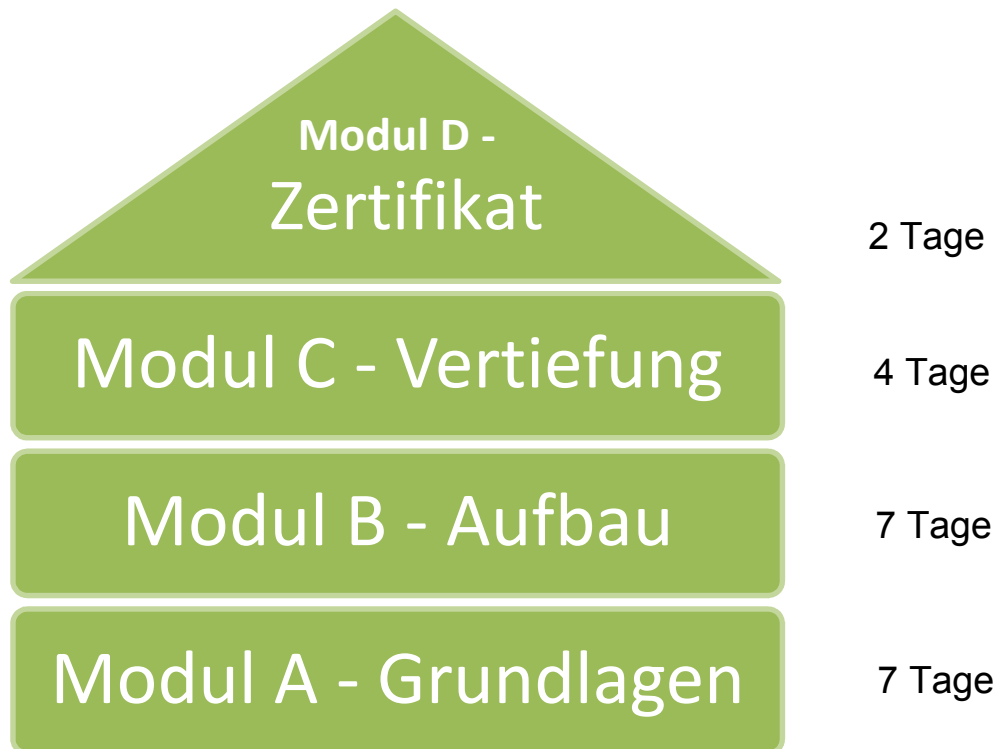 Modul D -
Zertifikat
2 Tage
Modul C - Vertiefung
4 Tage
Modul B - Aufbau
7 Tage
Modul A - Grundlagen
7 Tage